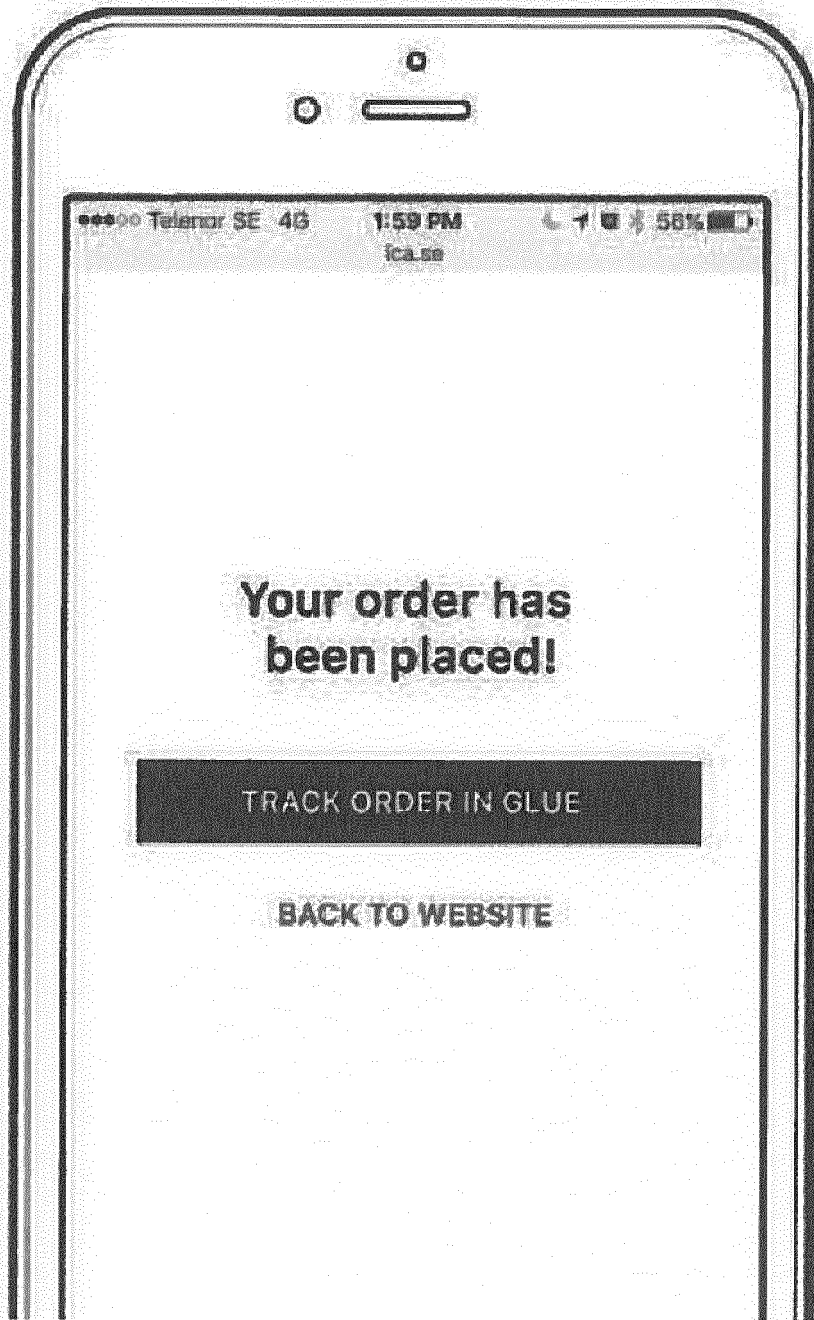 Telenor SE 4G 1:59 PM 56%
ica.se
Your order has
been placed!
TRACK ORDER IN GLUE
BACK TO WEBSITE